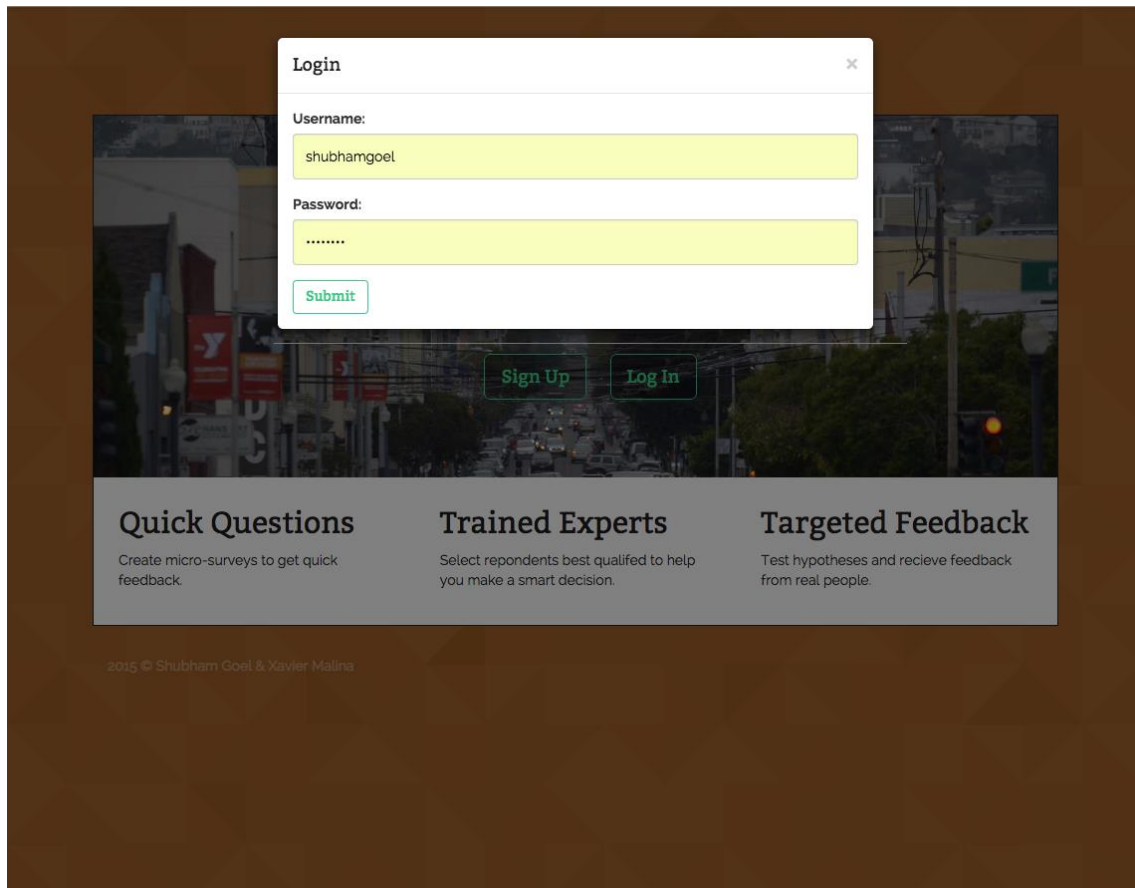 Login ×
Username:
shubhamgoel
Password:
........
Submit
Sign Up Log In
Quick Questions
Create micro-surveys to get quick
feedback.
Trained Experts
Select repondents best qualifed to help
you make a smart decision.
Targeted Feedback
Test hypotheses and recieve feedback
from real people.
2015 © Shubham Goel & Xavier Malina